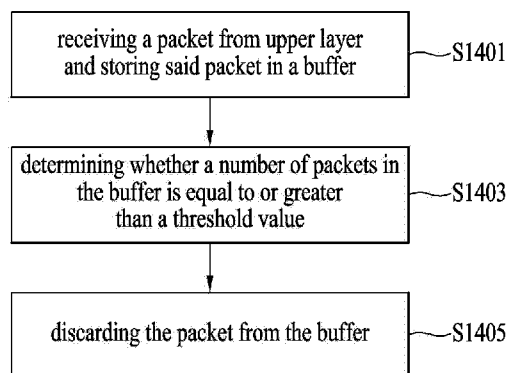 receiving a packet from upper layer
and storing said packet in a buffer
S1401
determining whether a number of packets in
the buffer is equal to or greater
than a threshold value
S1403
discarding the packet from the buffer
S1405